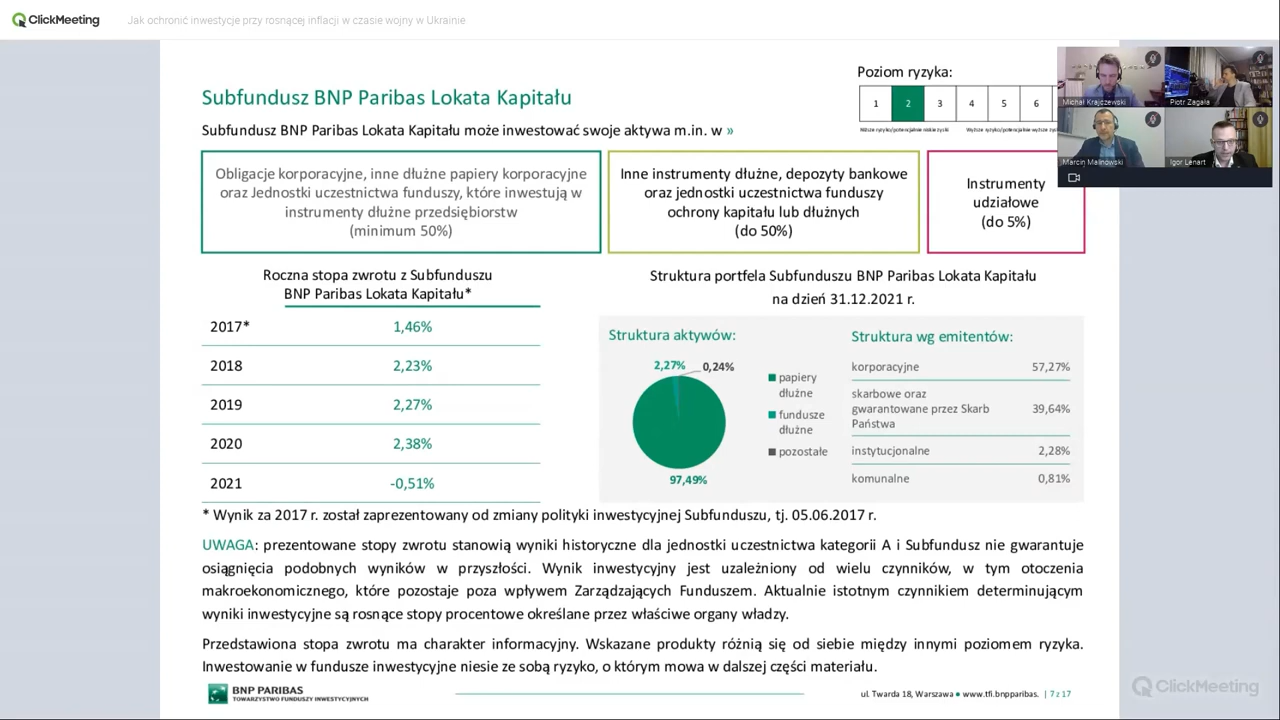 ClickMeeting
Jak ochronić inwestycje przy rosnącej inflacji w czasie wojny w Ukrainie
Subfundusz BNP Paribas Lokata Kapitału
Poziom ryzyka:
1 2 3 4 5 6
Niższe ryzyko/potencjalnie niskie zyski
Wyższe ryzyko/potencjalnie wyższe
Michał Krajczewski
Piotr Zagała
Marcin Malinowski
Igor Lenart
Subfundusz BNP Paribas Lokata Kapitału może inwestować swoje aktywa m.in. w »
Obligacje korporacyjne, inne dłużne papiery korporacyjne
oraz Jednostki uczestnictwa funduszy, które inwestują w
instrumenty dłużne przedsiębiorstw
(minimum 50%)
Inne instrumenty dłużne, depozyty bankowe
oraz jednostki uczestnictwa funduszy
ochrony kapitału lub dłużnych
(do 50%)
Instrumenty
udziałowe
(do 5%)
Roczna stopa zwrotu z Subfunduszu
BNP Paribas Lokata Kapitału*
2017* 1,46%
2018 2,23%
2019 2,27%
2020 2,38%
2021 -0,51%
Struktura portfela Subfunduszu BNP Paribas Lokata Kapitału
na dzień 31.12.2021 r.
Struktura aktywów:
2,27% 0,24%
97,49%
papiery
dłużne
fundusze
dłużne
pozostałe
Struktura wg emitentów:
korporacyjne 57,27%
skarbowe oraz
gwarantowane przez Skarb 39,64%
Państwa
instytucjonalne 2,28%
komunalne 0,81%
* Wynik za 2017 r. został zaprezentowany od zmiany polityki inwestycyjnej Subfunduszu, tj. 05.06.2017 r.
UWAGA: prezentowane stopy zwrotu stanowią wyniki historyczne dla jednostki uczestnictwa kategorii A i Subfundusz nie gwarantuje
osiągnięcia podobnych wyników w przyszłości. Wynik inwestycyjny jest uzależniony od wielu czynników, w tym otoczenia
makroekonomicznego, które pozostaje poza wpływem Zarządzających Funduszem. Aktualnie istotnym czynnikiem determinującym
wyniki inwestycyjne są rosnące stopy procentowe określane przez właściwe organy władzy.
Przedstawiona stopa zwrotu ma charakter informacyjny. Wskazane produkty różnią się od siebie między innymi poziomem ryzyka.
Inwestowanie w fundusze inwestycyjne niesie ze sobą ryzyko, o którym mowa w dalszej części materiału.
BNP PARIBAS
TOWARZYSTWO FUNDUSZY INWESTYCYJNYCH
ul. Twarda 18, Warszawa ● www.tfi.bnpparibas. | 7 z 17
ClickMeeting